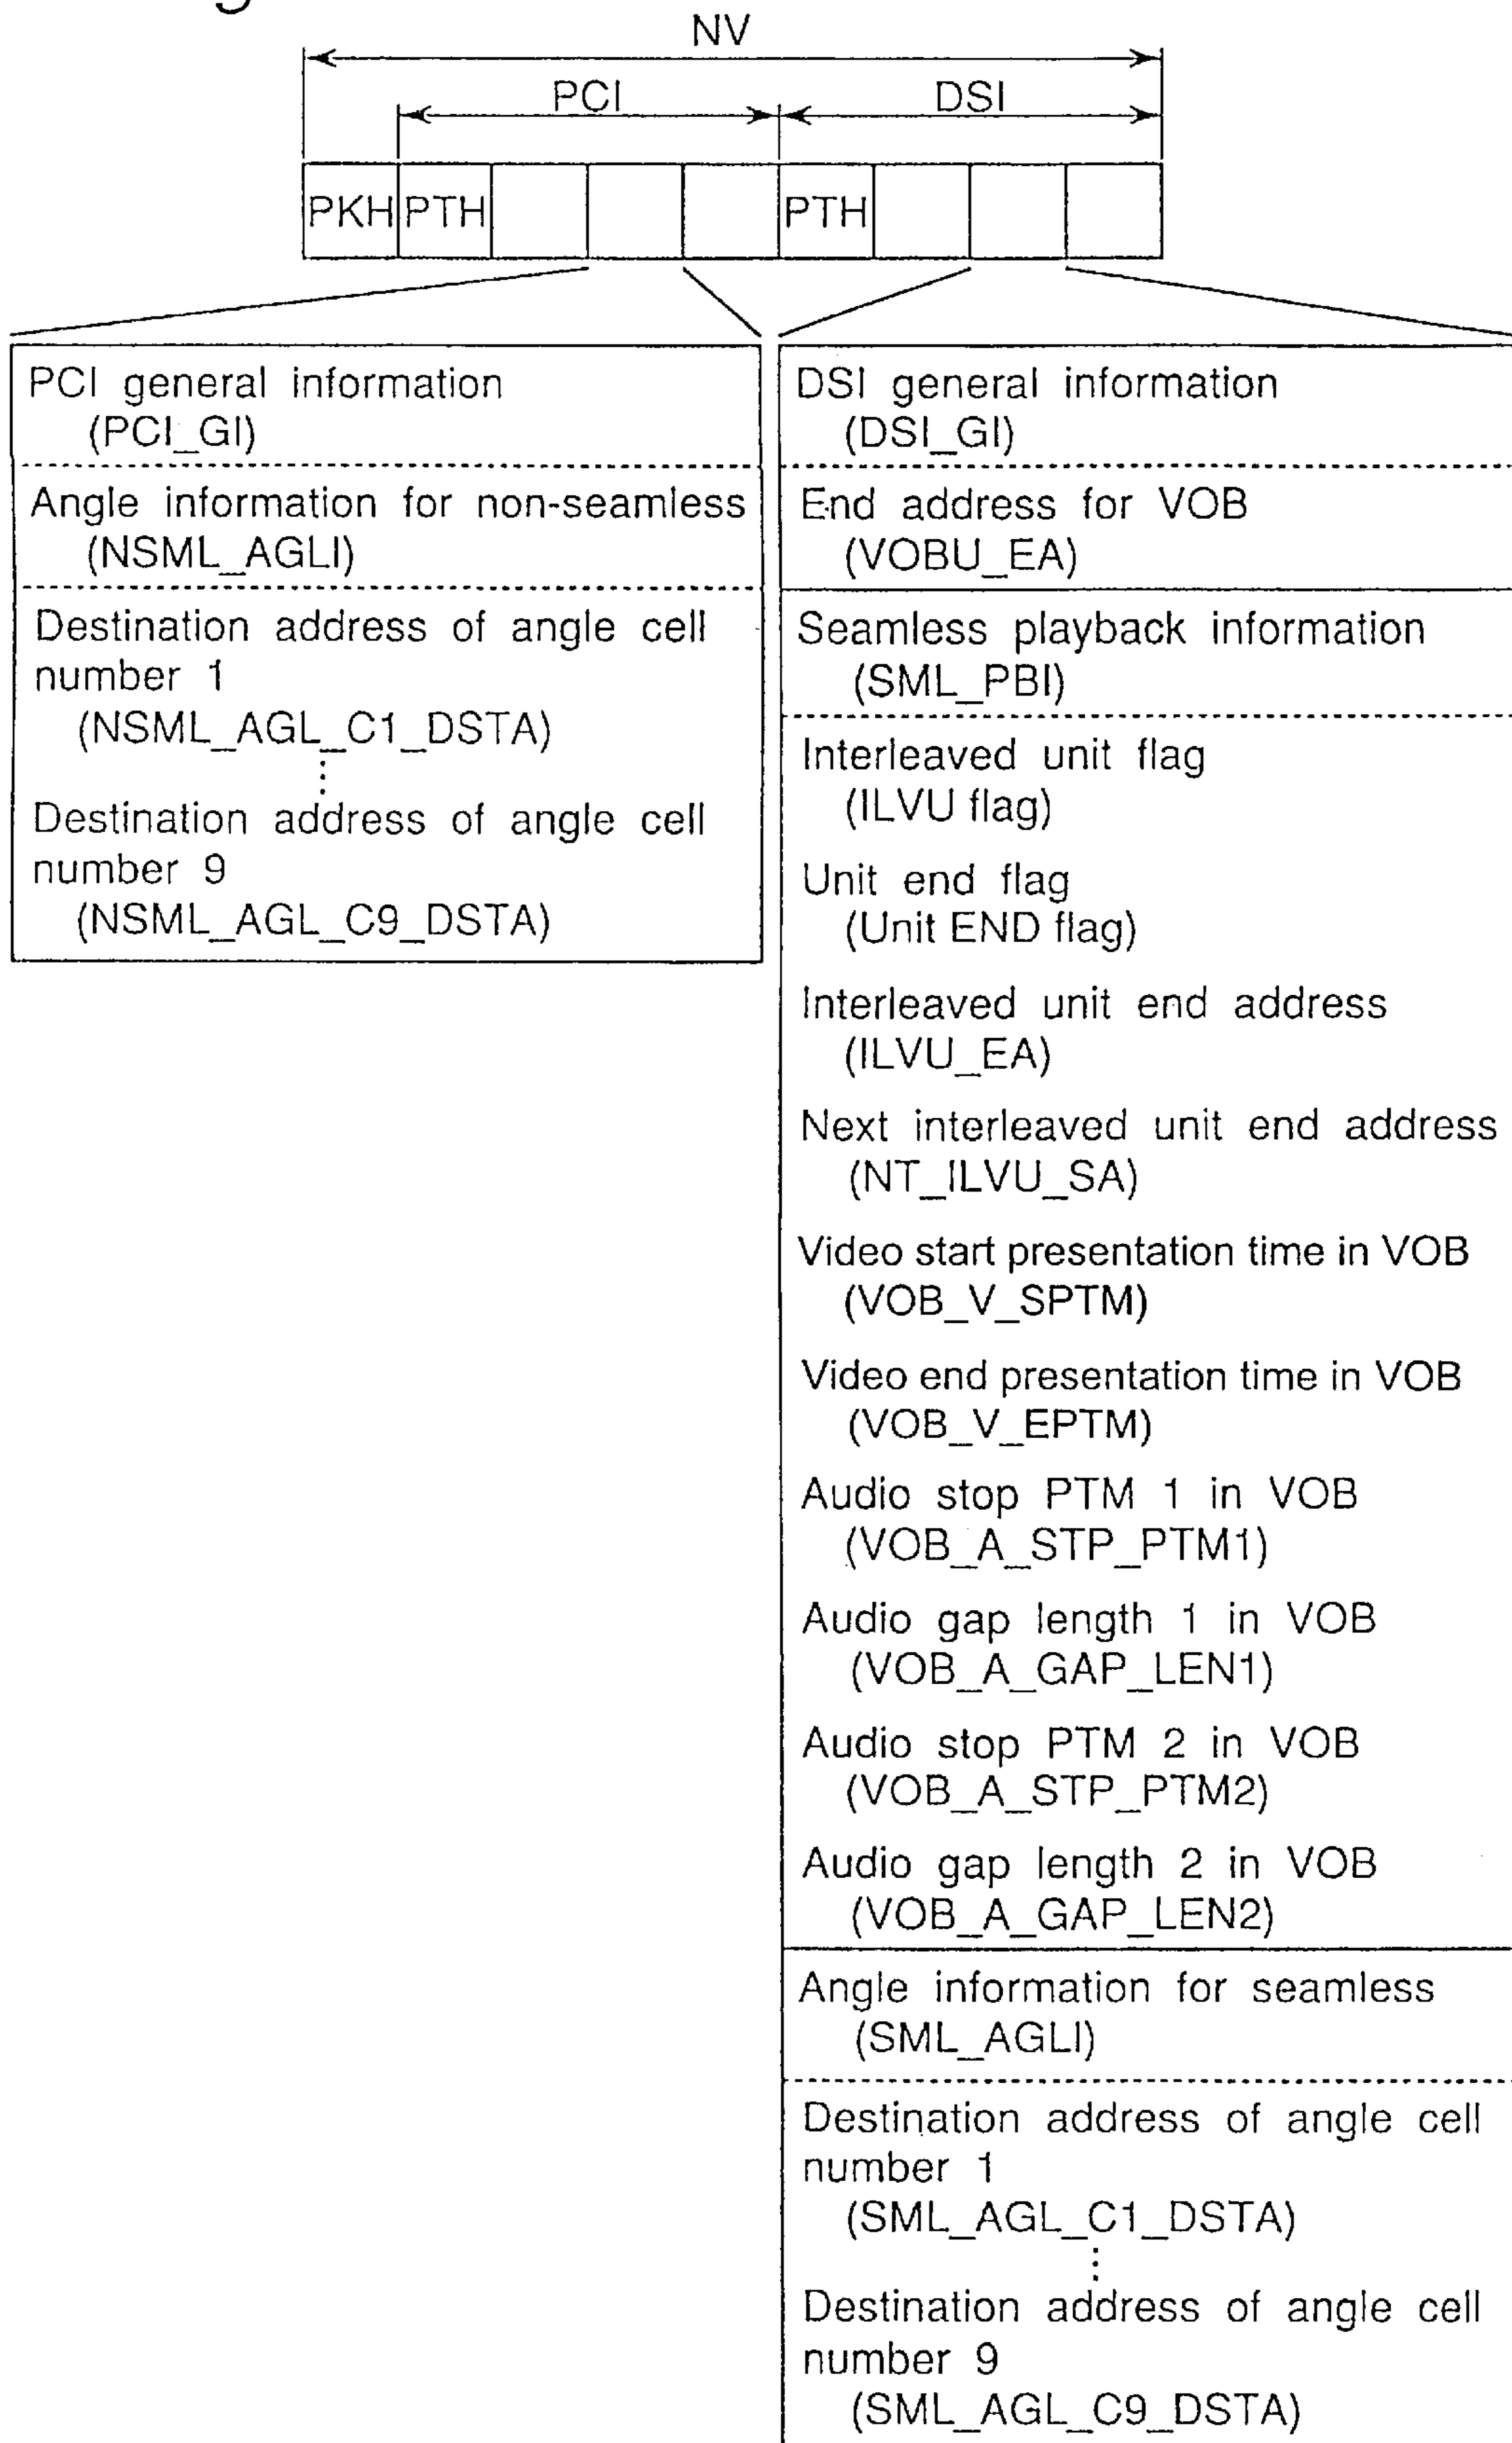 NV
PCI
DSI
PKH PTH PTH
PCI general information
(PCI_GI)
Angle information for non-seamless
(NSML_AGLI)
Destination address of angle cell
number 1
(NSML_AGL_C1_DSTA)
Destination address of angle cell
number 9
(NSML_AGL_C9_DSTA)
DSI general information
(DSI_GI)
End address for VOB
(VOBU_EA)
Seamless playback information
(SML_PBI)
Interleaved unit flag
(ILVU flag)
Unit end flag
(Unit END flag)
Interleaved unit end address
(ILVU_EA)
Next interleaved unit end address
(NT_ILVU_SA)
Video start presentation time in VOB
(VOB_V_SPTM)
Video end presentation time in VOB
(VOB_V_EPTM)
Audio stop PTM 1 in VOB
(VOB_A_STP_PTM1)
Audio gap length 1 in VOB
(VOB_A_GAP_LEN1)
Audio stop PTM 2 in VOB
(VOB_A_STP_PTM2)
Audio gap length 2 in VOB
(VOB_A_GAP_LEN2)
Angle information for seamless
(SML_AGLI)
Destination address of angle cell
number 1
(SML_AGL_C1_DSTA)
Destination address of angle cell
number 9
(SML_AGL_C9_DSTA)